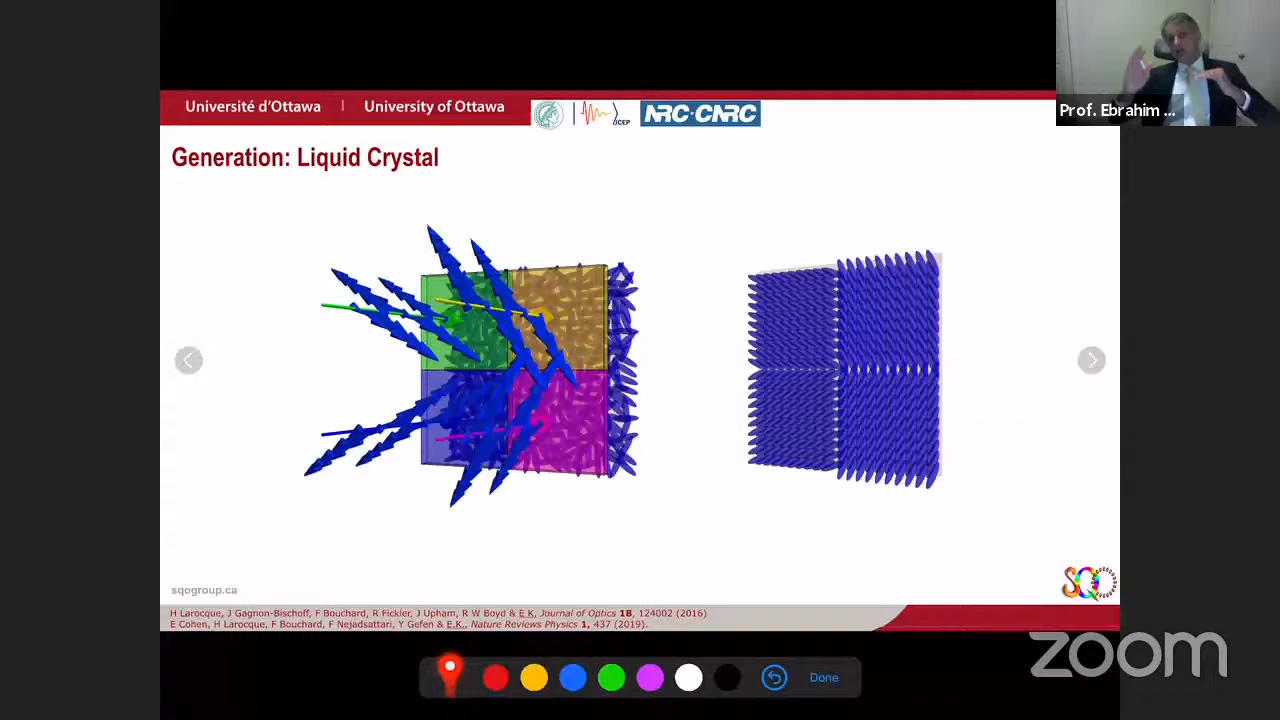 Prof. Ebrahim ...
Université d'Ottawa | University of Ottawa
JCEP
NRC·CNRC
Generation: Liquid Crystal
sqogroup.ca
SQO
H Larocque, J Gagnon-Bischoff, F Bouchard, R Fickler, J Upham, R W Boyd & E K, Journal of Optics 18, 124002 (2016)
E Cohen, H Larocque, F Bouchard, F Nejadsattari, Y Gefen & E.K., Nature Reviews Physics 1, 437 (2019).
zoom
Done